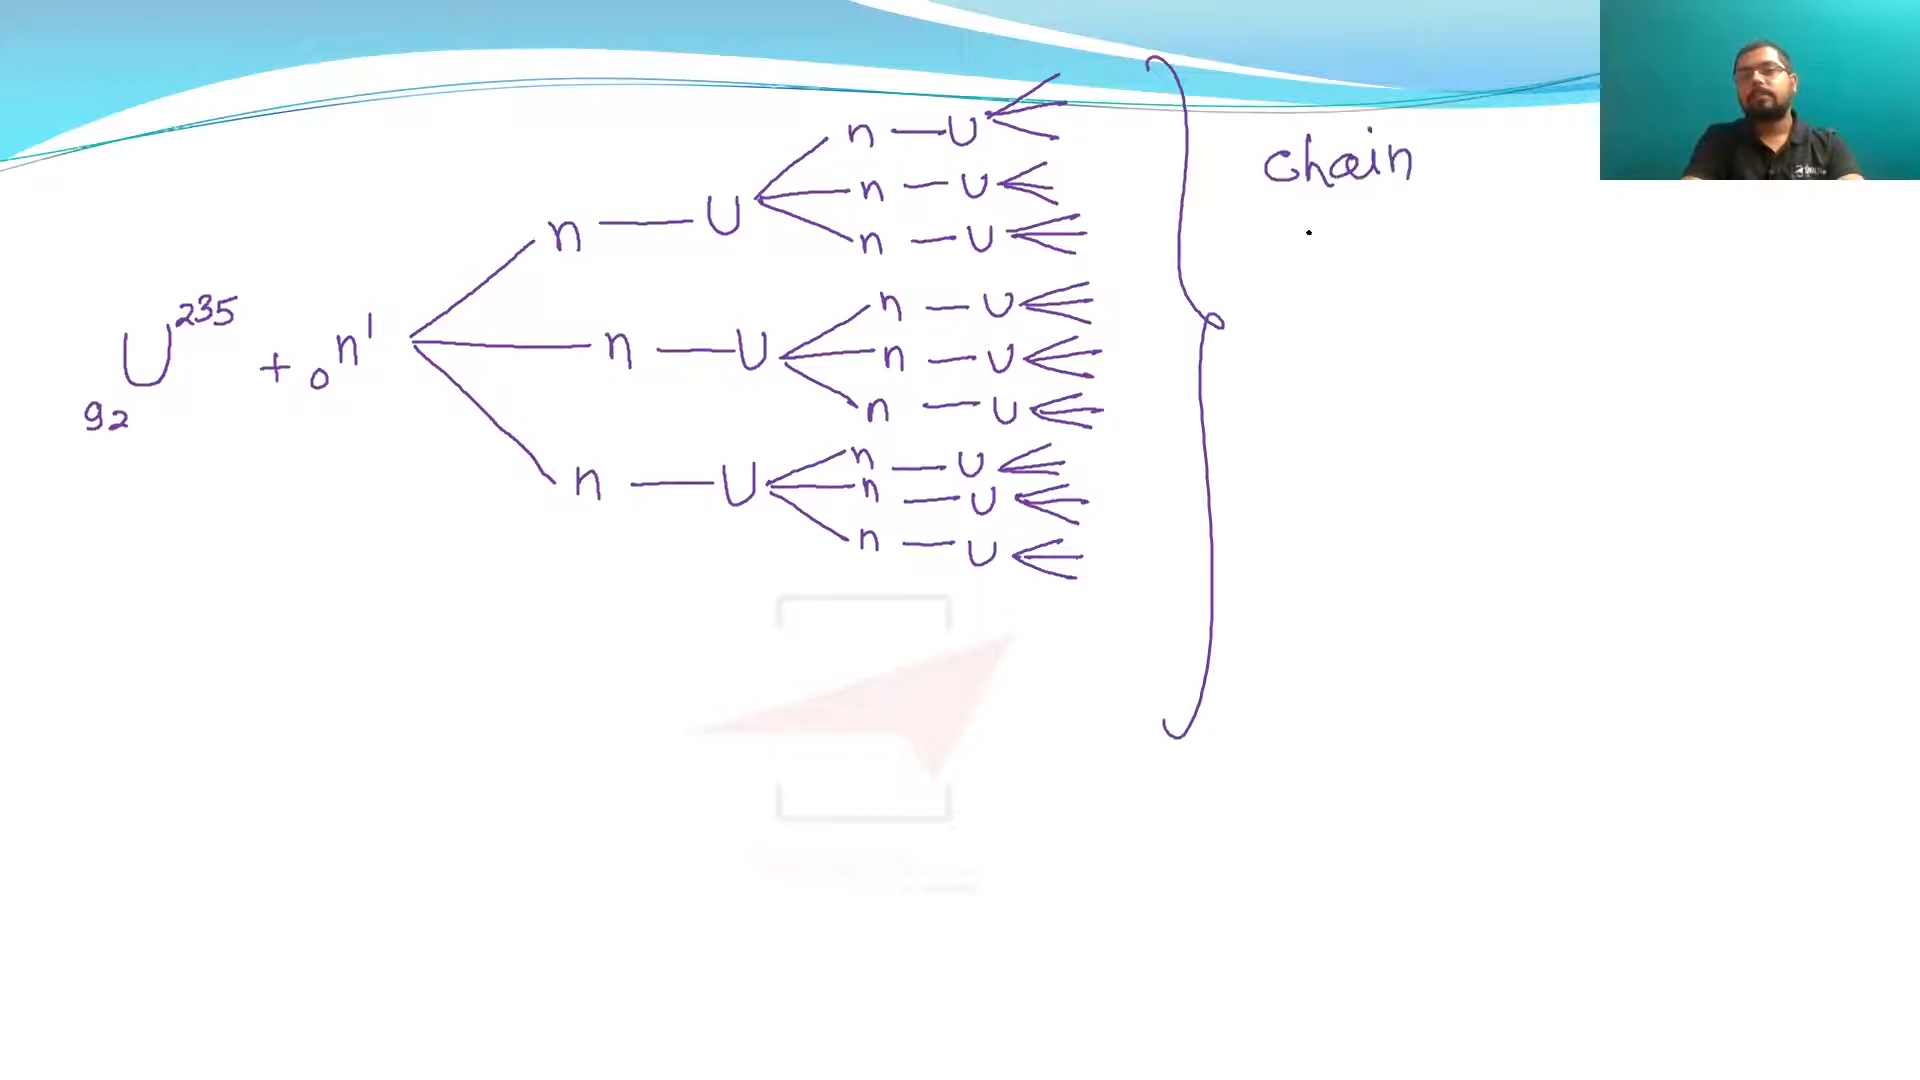 n — U
n — U
n — U
n — U
chain
n — U
n — U
n — U
₉₂U²³⁵ + ₀n¹
n — U
n — U
n — U
n — U
n — U
n — U